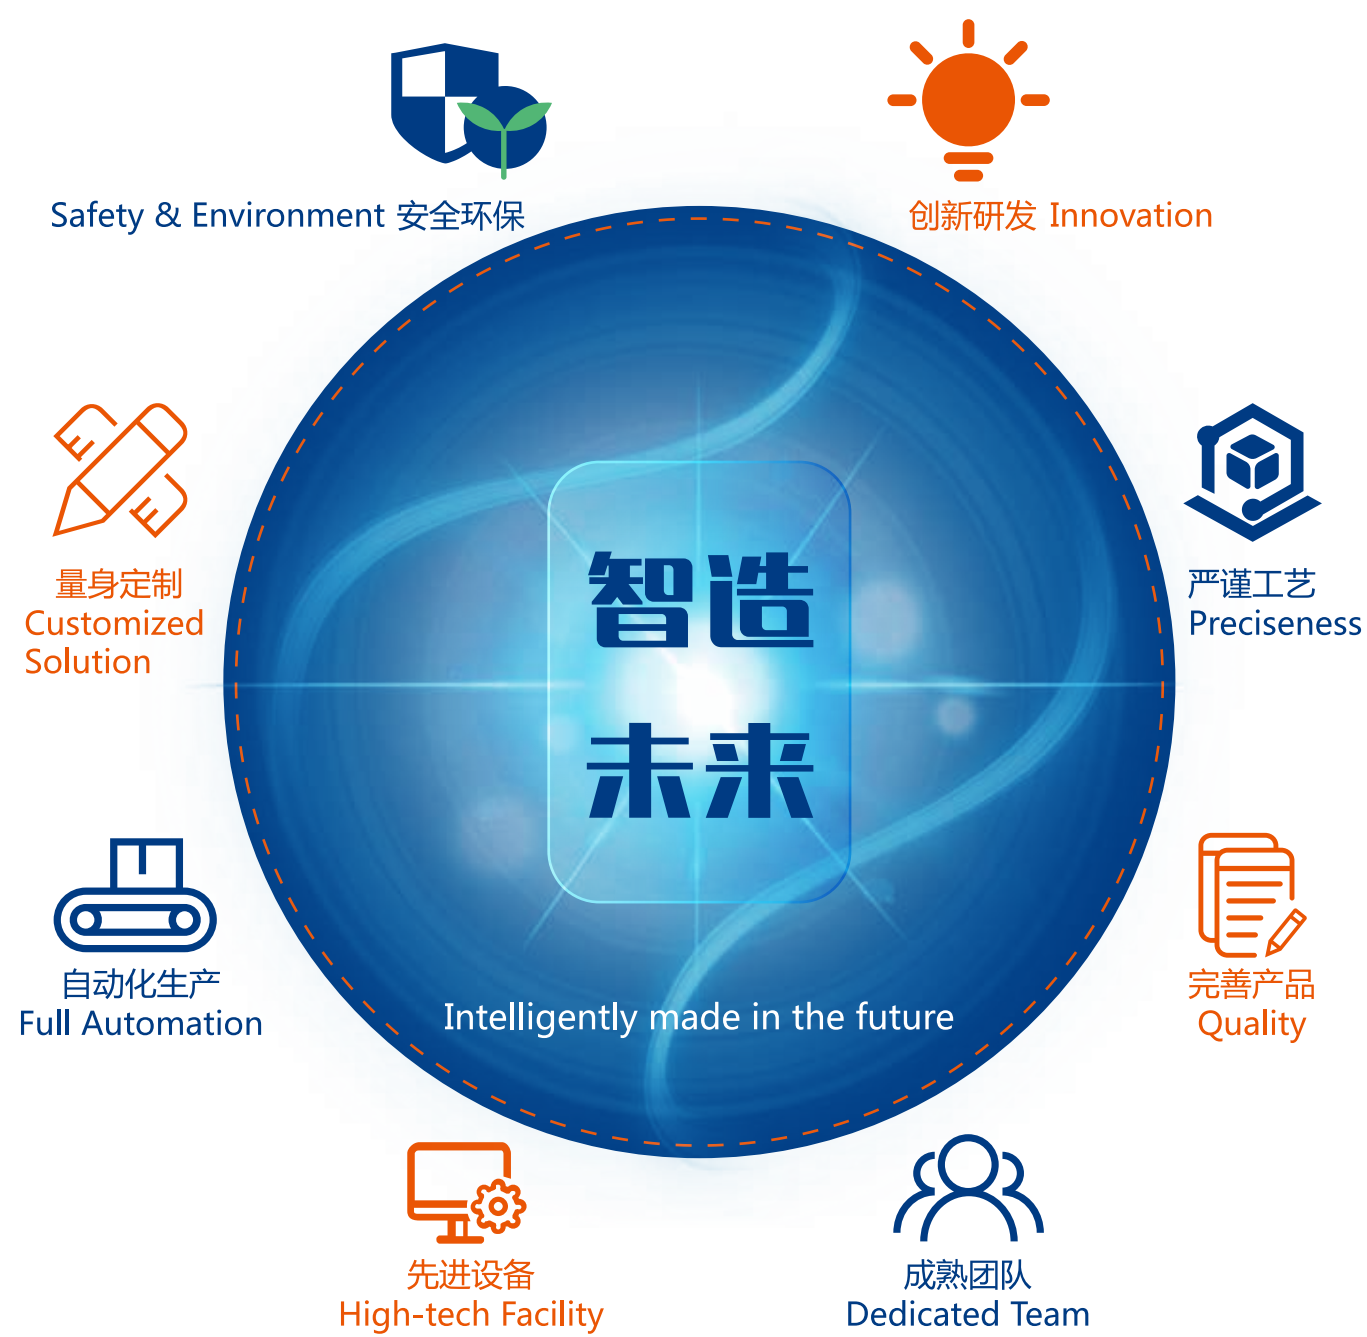 Safety & Environment 安全环保
创新研发 Innovation
量身定制
Customized
Solution
严谨工艺
Preciseness
智造
未来
自动化生产
Full Automation
完善产品
Quality
Intelligently made in the future
先进设备
High-tech Facility
成熟团队
Dedicated Team